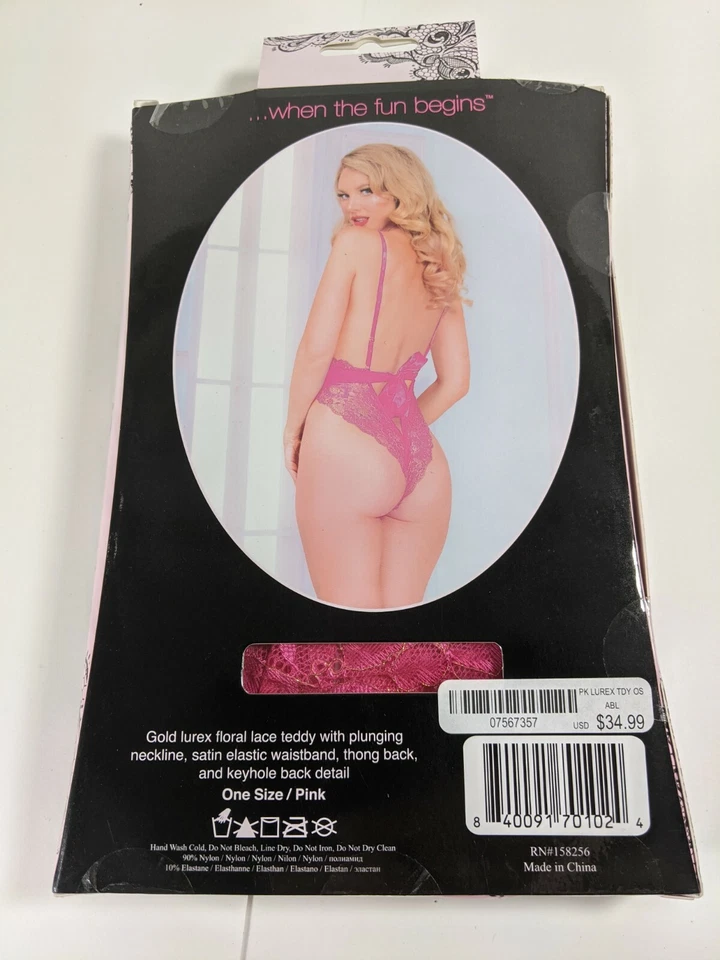 ...when the fun begins™
PK LUREX TDY OS
ABL
07567357 USD $34.99
Gold lurex floral lace teddy with plunging
neckline, satin elastic waistband, thong back,
and keyhole back detail
One Size / Pink
8 40091 70102 4
Hand Wash Cold, Do Not Bleach, Line Dry, Do Not Iron, Do Not Dry Clean
90% Nylon / Nylon / Nylon / Nilon / Nylon / полиамид
10% Elastane / Elasthanne / Elasthan / Elastano / Elastan / эластан
RN#158256
Made in China